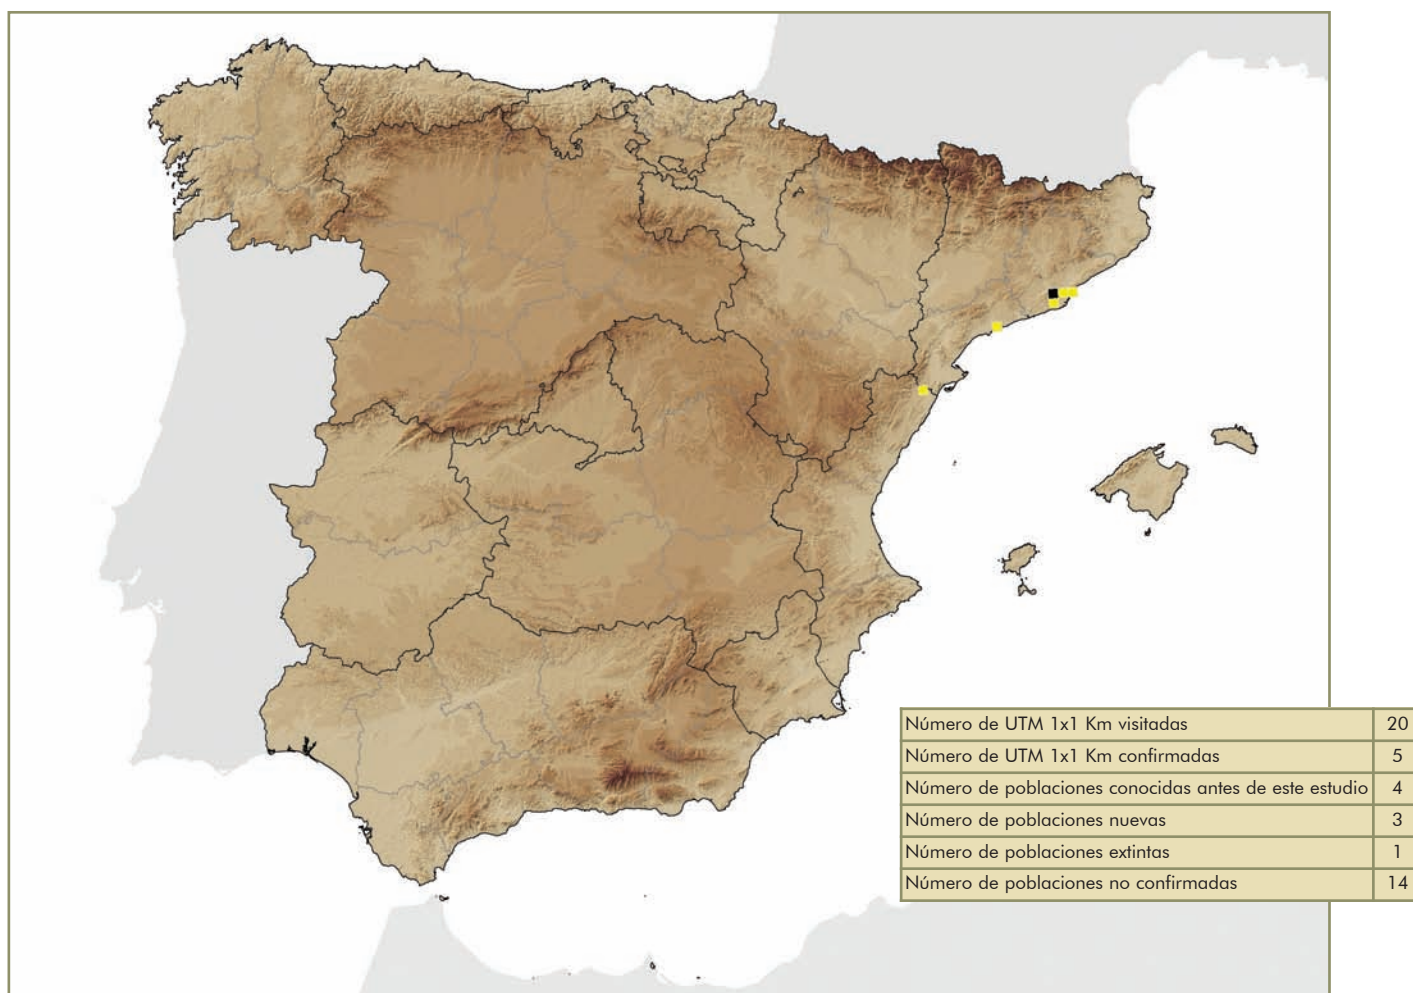 Número de UTM 1x1 Km visitadas 20
Número de UTM 1x1 Km confirmadas 5
Número de poblaciones conocidas antes de este estudio 4
Número de poblaciones nuevas 3
Número de poblaciones extintas 1
Número de poblaciones no confirmadas 14